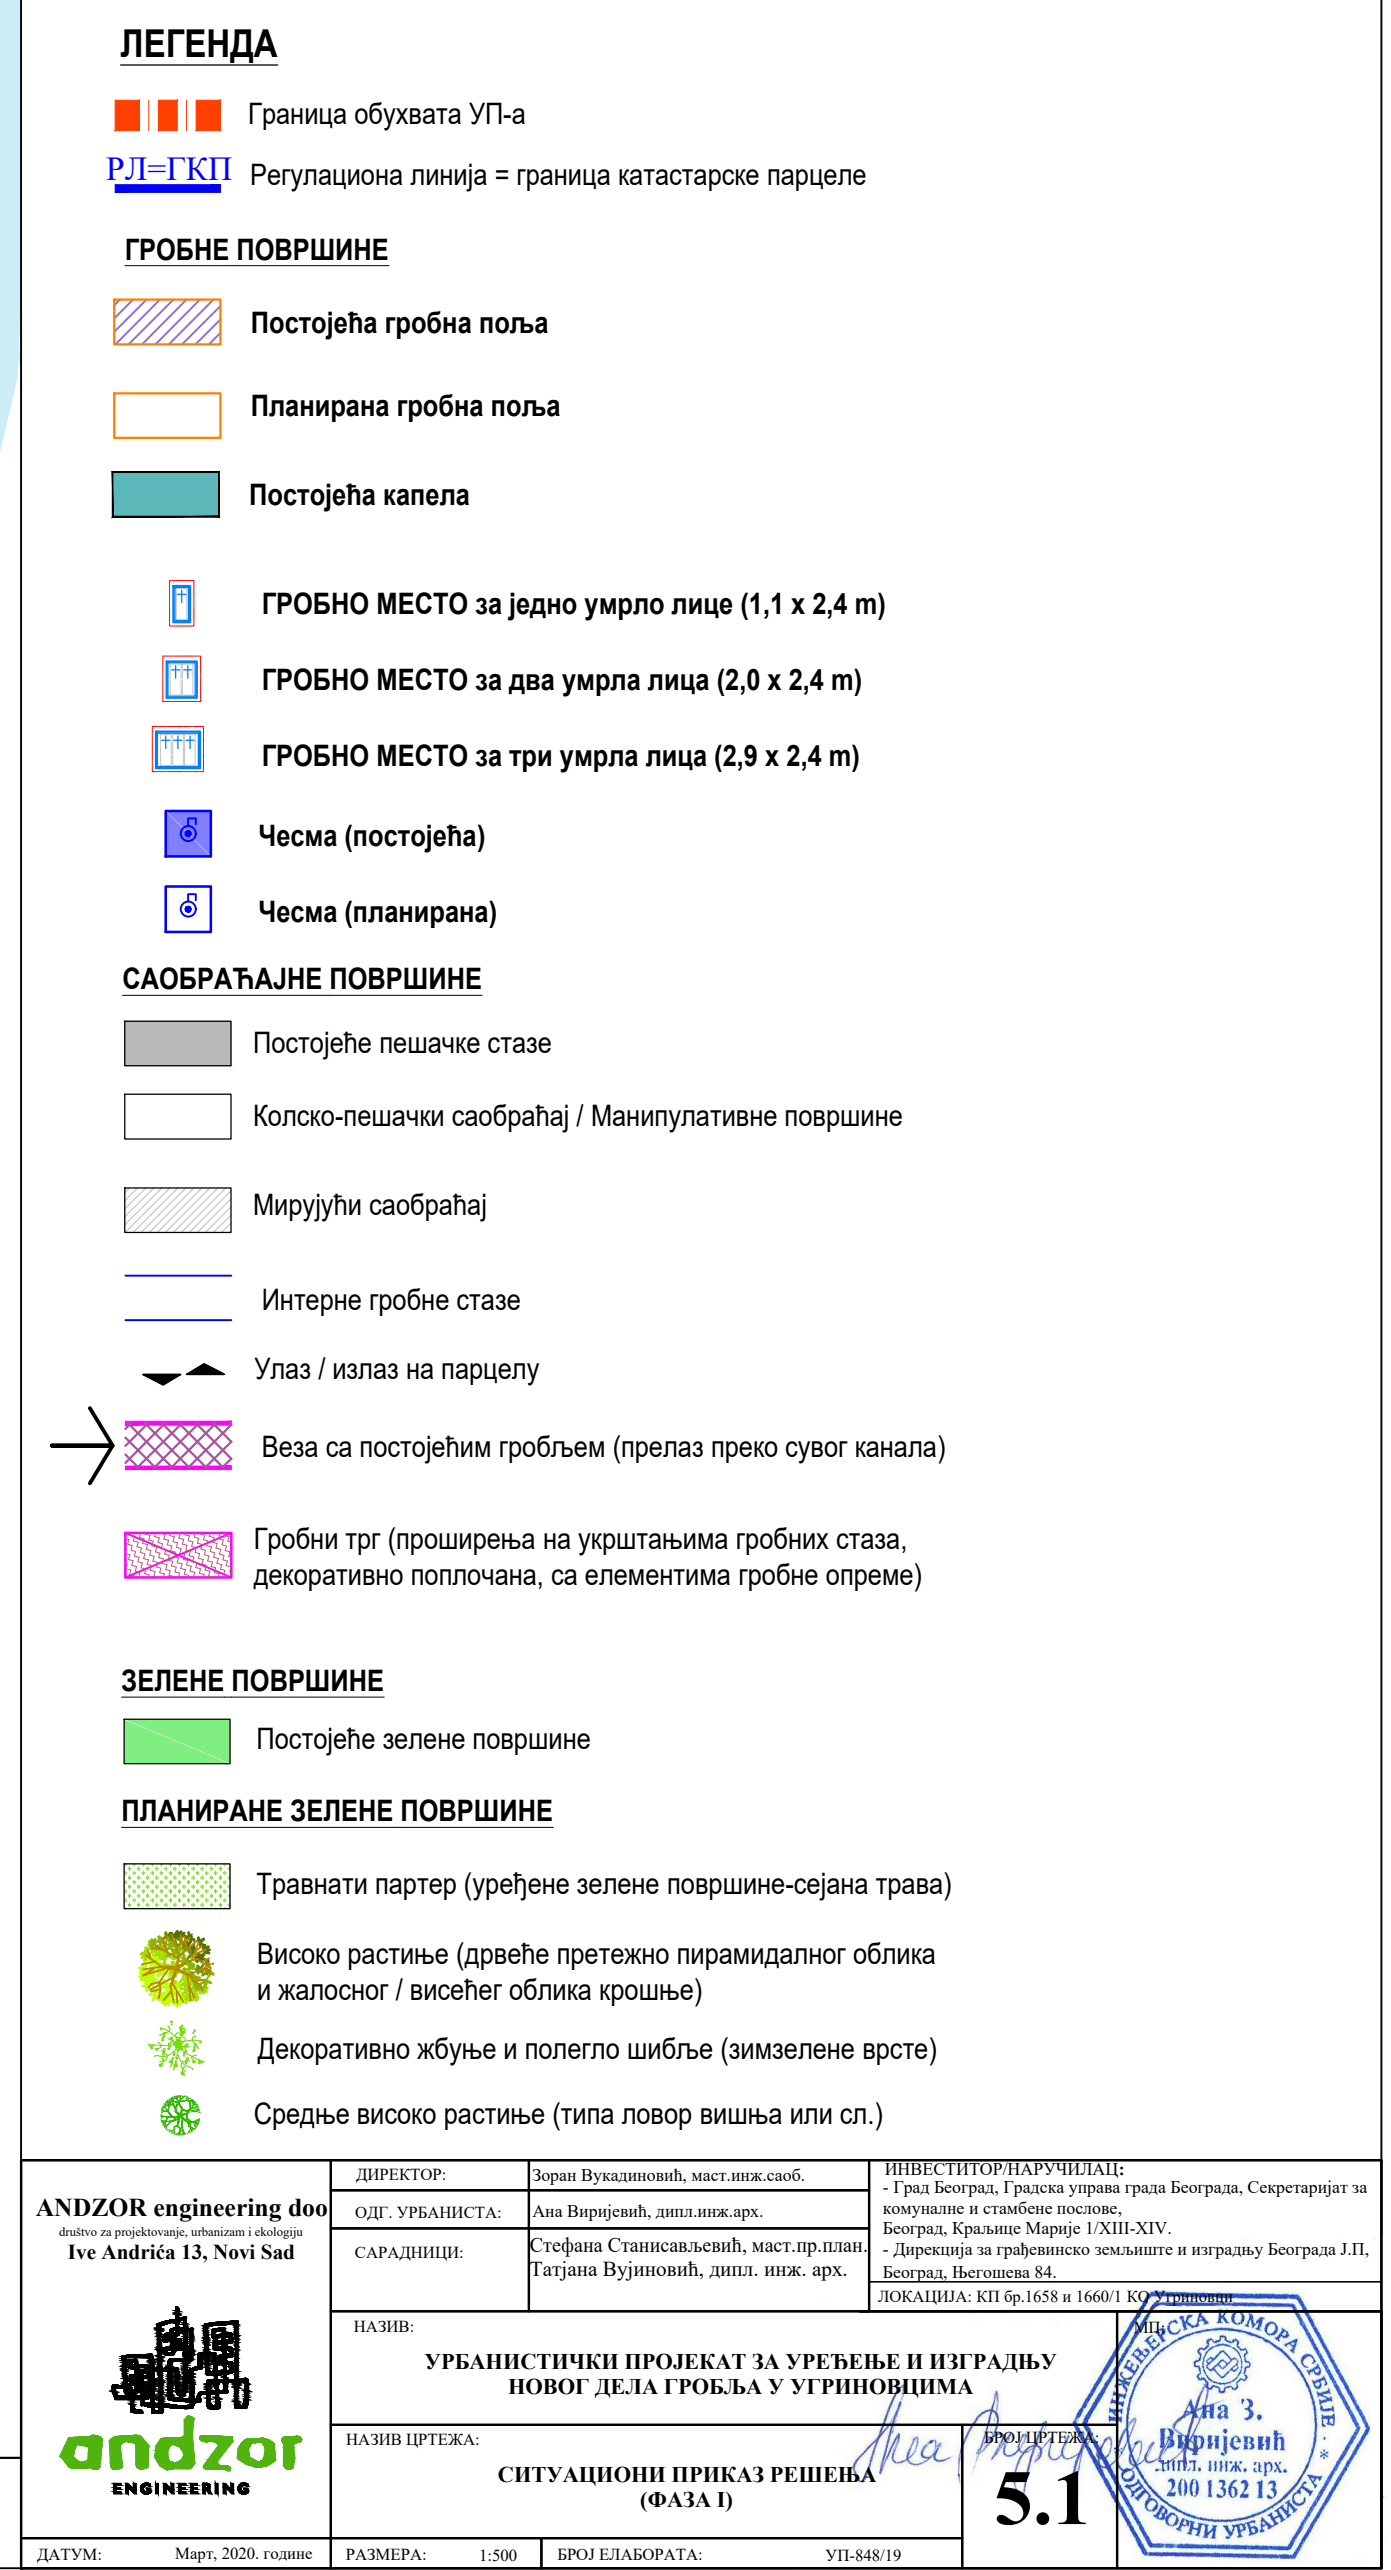 ЛЕГЕНДА
Граница обухвата УП-а
РЛ=ГКП
Регулациона линија = граница катастарске парцеле
ГРОБНЕ ПОВРШИНЕ
Постојећа гробна поља
Планирана гробна поља
Постојећа капела
ГРОБНО МЕСТО за једно умрло лице (1,1 x 2,4 m)
ГРОБНО МЕСТО за два умрла лица (2,0 x 2,4 m)
ГРОБНО МЕСТО за три умрла лица (2,9 x 2,4 m)
Чесма (постојећа)
Чесма (планирана)
САОБРАЋАЈНЕ ПОВРШИНЕ
Постојеће пешачке стазе
Колско-пешачки саобраћај / Манипулативне површине
Мирујући саобраћај
Интерне гробне стазе
Улаз / излаз на парцелу
Веза са постојећим гробљем (прелаз преко сувог канала)
Гробни трг (проширења на укрштањима гробних стаза,
декоративно поплочана, са елементима гробне опреме)
ЗЕЛЕНЕ ПОВРШИНЕ
Постојеће зелене површине
ПЛАНИРАНЕ ЗЕЛЕНЕ ПОВРШИНЕ
Травнати партер (уређене зелене површине-сејана трава)
Високо растиње (дрвеће претежно пирамидалног облика
и жалосног / висећег облика крошње)
Декоративно жбуње и полегло шибље (зимзелене врсте)
Средње високо растиње (типа ловор вишња или сл.)
ANDZOR engineering doo
društvo za projektovanje, urbanizam i ekologiju
Ive Andrića 13, Novi Sad
andzor
ENGINEERING
ДИРЕКТОР:
Зоран Вукадиновић, маст.инж.саоб.
ОДГ. УРБАНИСТА:
Ана Виријевић, дипл.инж.арх.
САРАДНИЦИ:
Стефана Станисављевић, маст.пр.план.
Татјана Вујиновић, дипл. инж. арх.
ИНВЕСТИТОР/НАРУЧИЛАЦ:
- Град Београд, Градска управа града Београда, Секретаријат за
комуналне и стамбене послове,
Београд, Краљице Марије 1/XIII-XIV.
- Дирекција за грађевинско земљиште и изградњу Београда Ј.П,
Београд, Његошева 84.
ЛОКАЦИЈА: КП бр.1658 и 1660/1 КО Угриновци
НАЗИВ:
УРБАНИСТИЧКИ ПРОЈЕКАТ ЗА УРЕЂЕЊЕ И ИЗГРАДЊУ
НОВОГ ДЕЛА ГРОБЉА У УГРИНОВЦИМА
МП:
ИНЖЕЊЕРСКА КОМОРА СРБИЈЕ
Ана З.
Виријевић
дипл. инж. арх.
200 1362 13
ОДГОВОРНИ УРБАНИСТА
НАЗИВ ЦРТЕЖА:
СИТУАЦИОНИ ПРИКАЗ РЕШЕЊА
(ФАЗА I)
БРОЈ ЦРТЕЖА:
5.1
ДАТУМ:
Март, 2020. године
РАЗМЕРА:
1:500
БРОЈ ЕЛАБОРАТА:
УП-848/19